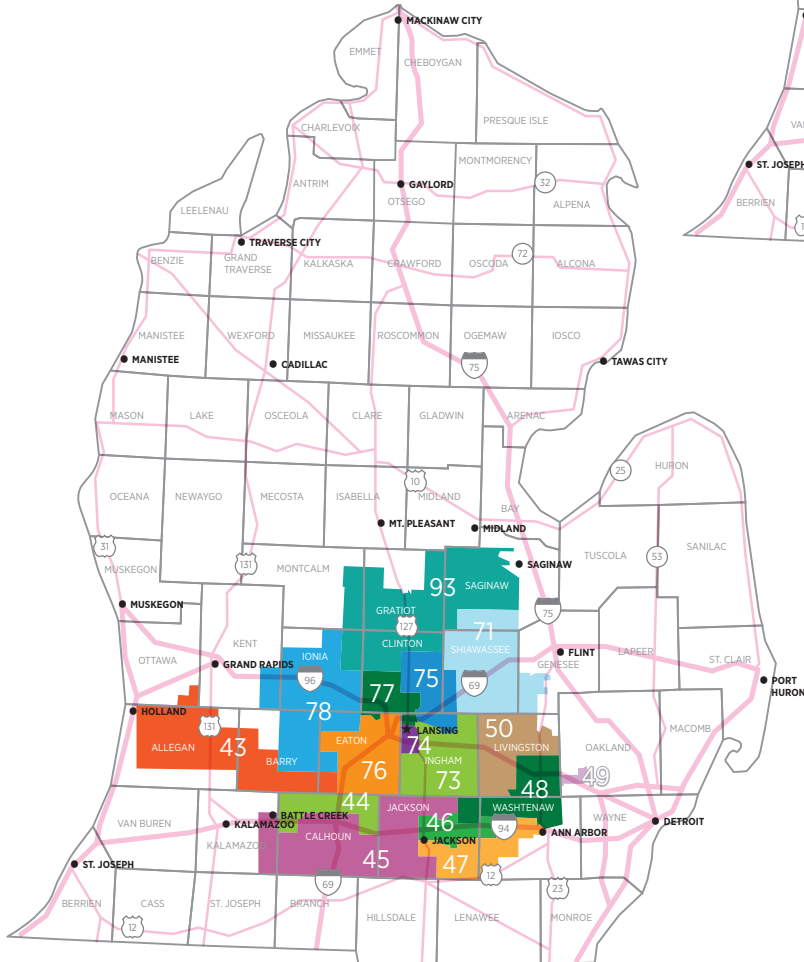 MACKINAW CITY
EMMET
CHEBOYGAN
PRESQUE ISLE
CHARLEVOIX
VA
MONTMORENCY
ST. JOSEPH
ANTRIM
GAYLORD
32
OTSEGO
ALPENA
BERRIEN
LEELENAU
1
TRAVERSE CITY
BENZIE
GRAND
TRAVERSE
KALKASKA
CRAWFORD
OSCODA
72
ALCONA
MANISTEE
WEXFORD
MISSAUKEE
ROSCOMMON
OGEMAW
IOSCO
MANISTEE
CADILLAC
75
TAWAS CITY
MASON
LAKE
OSCEOLA
CLARE
GLADWIN
ARENAC
HURON
25
10
OCEANA
NEWAYGO
MECOSTA
ISABELLA
MIDLAND
BAY
MT. PLEASANT
MIDLAND
31
SANILAC
53
TUSCOLA
MUSKEGON
131
MONTCALM
SAGINAW
93
SAGINAW
MUSKEGON
GRATIOT
75
127
71
KENT
CLINTON
SHIAWASSEE
FLINT
LAPEER
OTTAWA
GRAND RAPIDS
IONIA
GENESEE
ST. CLAIR
96
75
69
PORT
HURON
77
HOLLAND
78
131
LANSING
50
MACOMB
ALLEGAN
43
EATON
74
LIVINGSTON
OAKLAND
BARRY
INGHAM
76
73
49
48
44
JACKSON
WASHTENAW
VAN BUREN
KALAMAZOO
BATTLE CREEK
46
WAYNE
DETROIT
CALHOUN
94
ANN ARBOR
KALAMAZOO
JACKSON
ST. JOSEPH
45
47
12
69
23
BERRIEN
CASS
ST. JOSEPH
BRANCH
HILLSDALE
LENAWEE
MONROE
12